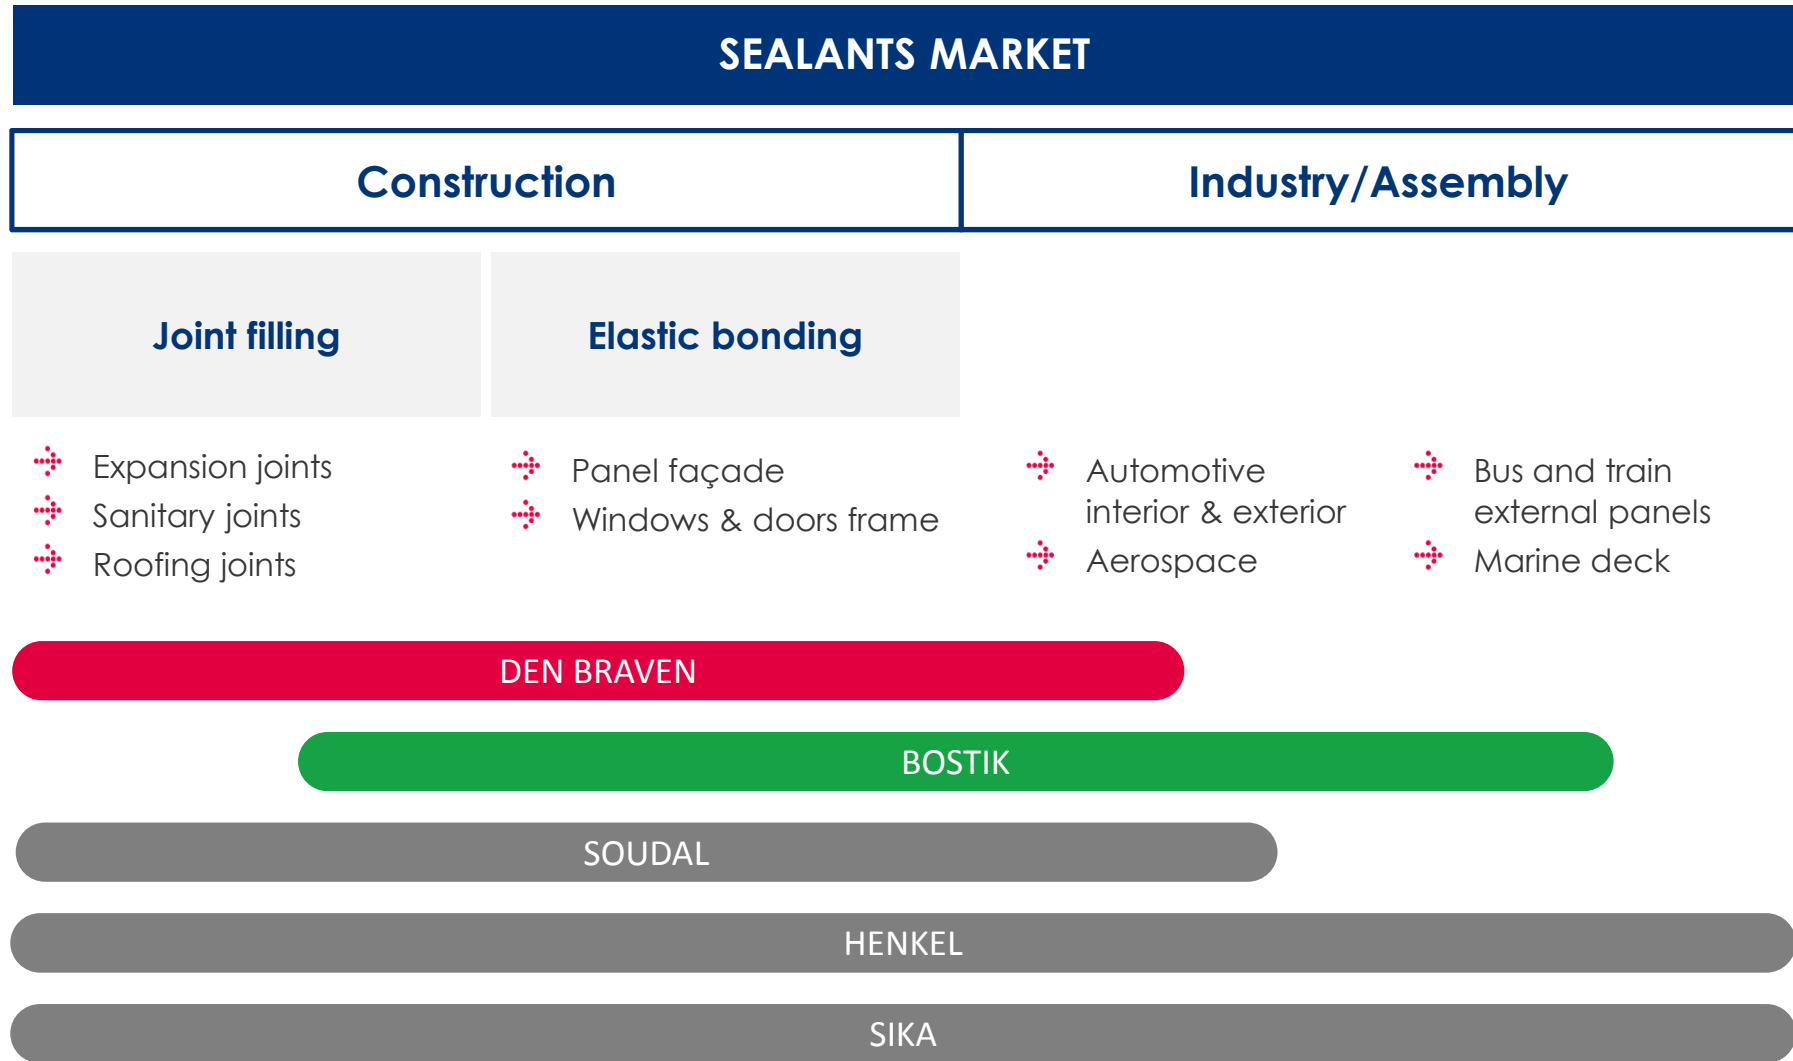 SEALANTS MARKET
Construction
Industry/Assembly
Joint filling
Elastic bonding
Expansion joints
Sanitary joints
Roofing joints
Panel façade
Windows & doors frame
Automotive
interior & exterior
Aerospace
Bus and train
external panels
Marine deck
DEN BRAVEN
BOSTIK
SOUDAL
HENKEL
SIKA